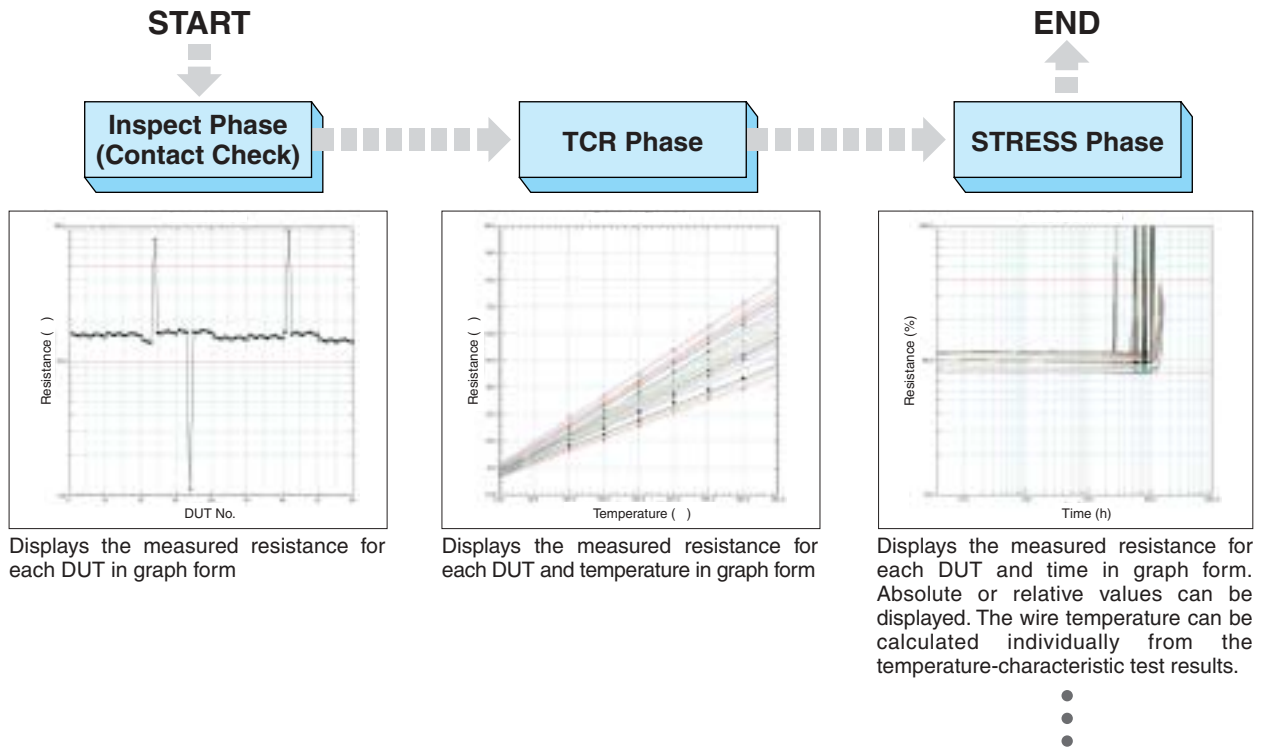 START
END
Inspect Phase
(Contact Check)
TCR Phase
STRESS Phase
Resistance ( )
DUT No.
Displays the measured resistance for
each DUT in graph form
Resistance ( )
Temperature ( )
Displays the measured resistance for
each DUT and temperature in graph form
Resistance (%)
Time (h)
Displays the measured resistance for
each DUT and time in graph form.
Absolute or relative values can be
displayed. The wire temperature can be
calculated individually from the
temperature-characteristic test results.